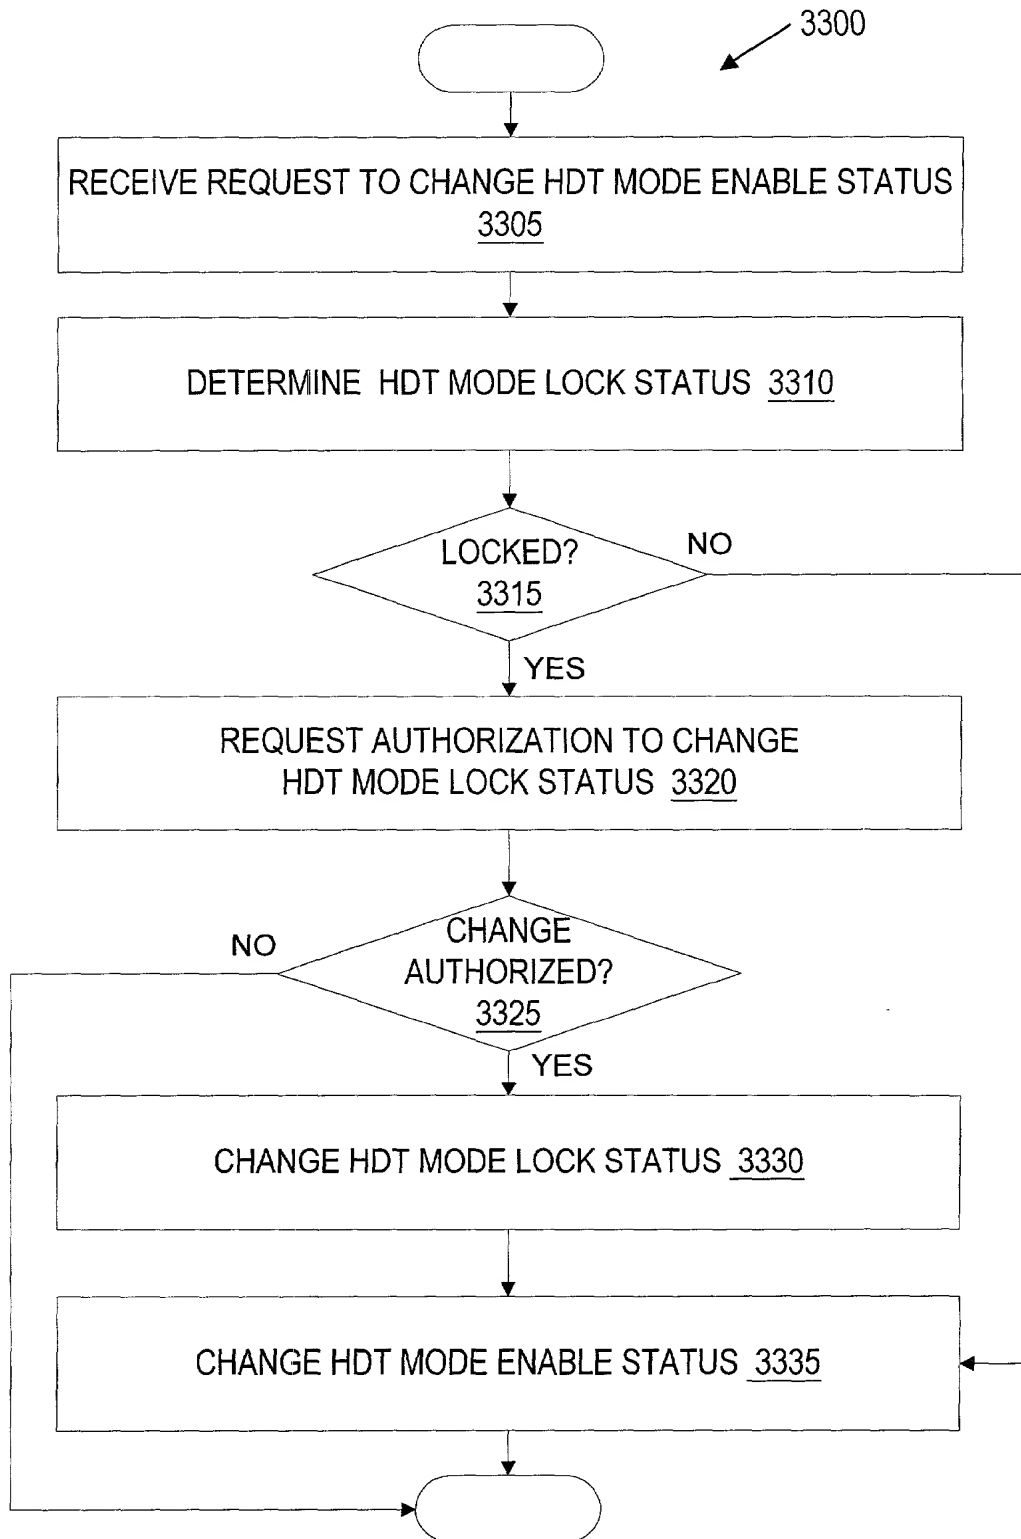 3300
RECEIVE REQUEST TO CHANGE HDT MODE ENABLE STATUS
3305
DETERMINE HDT MODE LOCK STATUS 3310
LOCKED?
3315
NO
YES
REQUEST AUTHORIZATION TO CHANGE
HDT MODE LOCK STATUS 3320
CHANGE
AUTHORIZED?
3325
NO
YES
CHANGE HDT MODE LOCK STATUS 3330
CHANGE HDT MODE ENABLE STATUS 3335